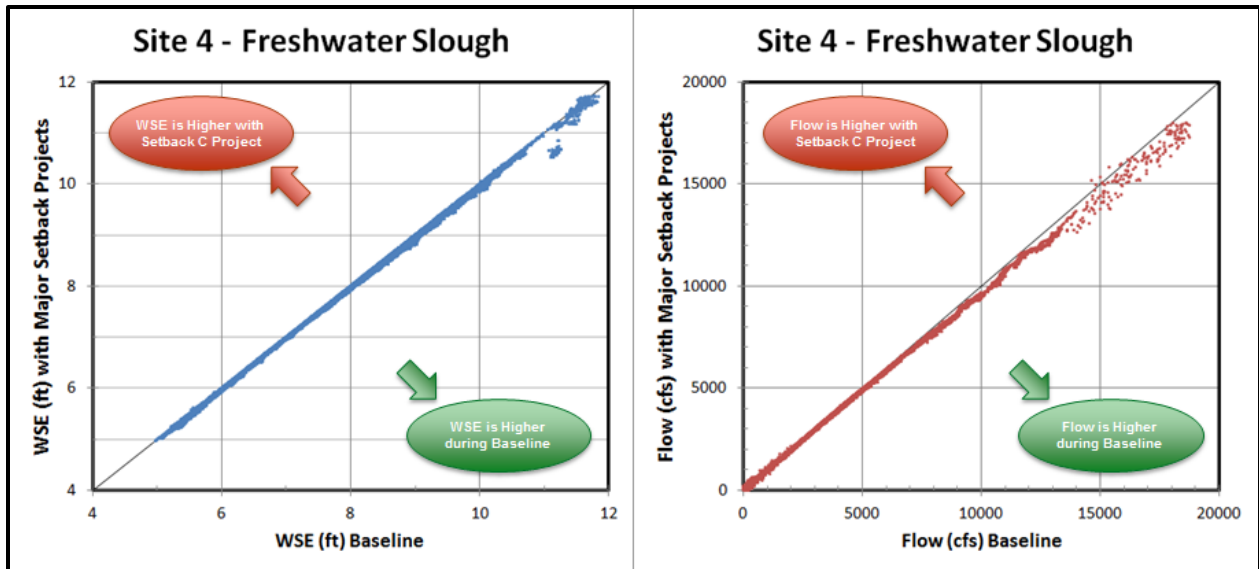 Site 4 - Freshwater Slough
WSE (ft) with Major Setback Projects
12
10
8
6
4
4
6
8
10
12
WSE (ft) Baseline
WSE is Higher with
Setback C Project
WSE is Higher
during Baseline
Site 4 - Freshwater Slough
Flow (cfs) with Major Setback Projects
20000
15000
10000
5000
0
0
5000
10000
15000
20000
Flow (cfs) Baseline
Flow is Higher with
Setback C Project
Flow is Higher
during Baseline